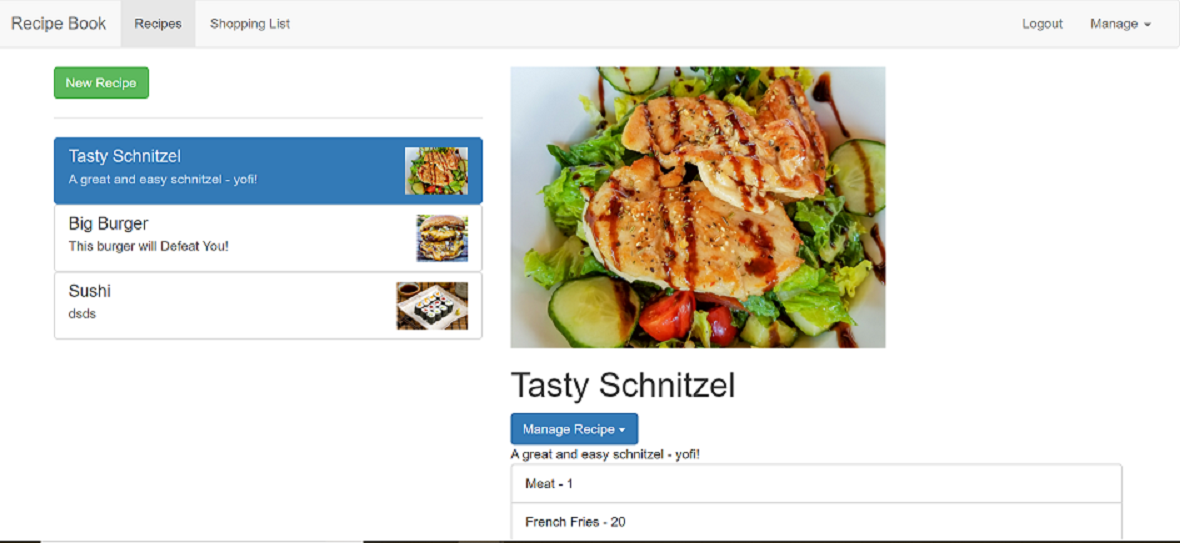 Recipe Book Recipes Shopping List Logout Manage
New Recipe
Tasty Schnitzel
A great and easy schnitzel - yofi!
Big Burger
This burger will Defeat You!
Sushi
dsds
Tasty Schnitzel
Manage Recipe
A great and easy schnitzel - yofi!
Meat - 1
French Fries - 20